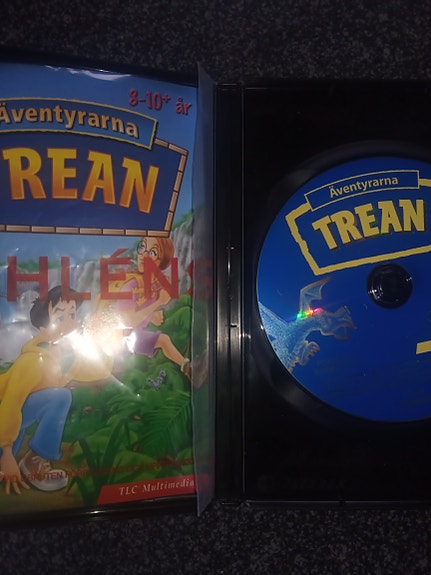 8-10+ år
Äventyrarna
TREAN
HLÉNS
TLC Multimedia
Äventyrarna
TREAN